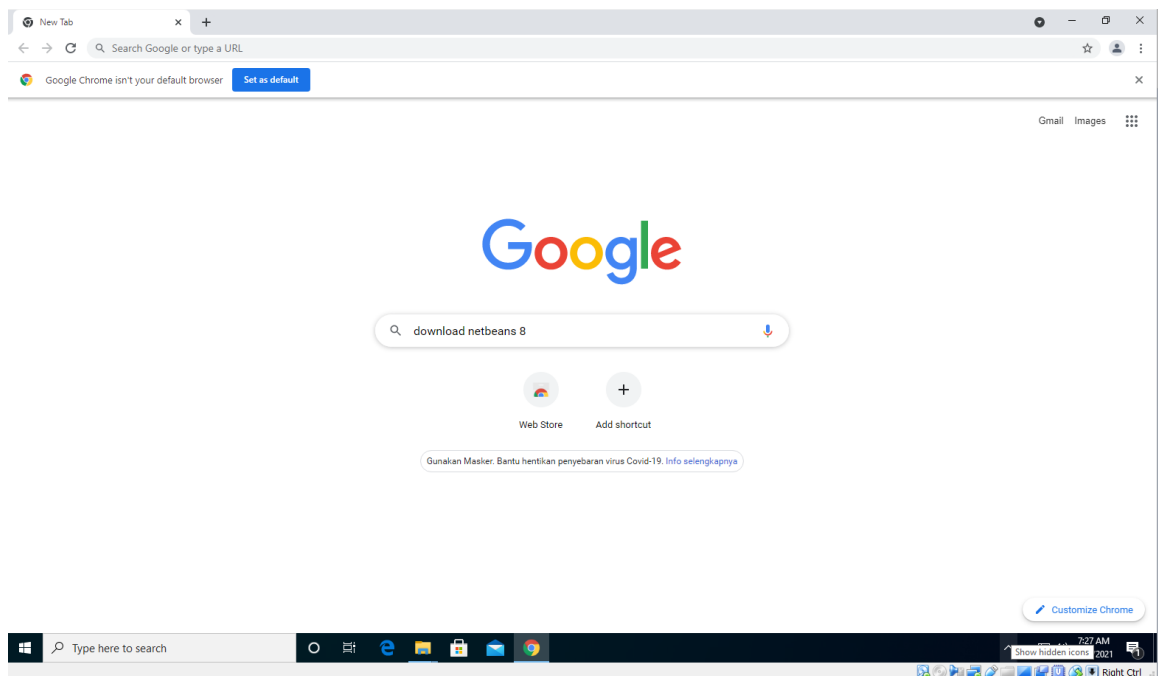 New Tab
Search Google or type a URL
Google Chrome isn't your default browser Set as default
Gmail Images
Google
download netbeans 8
Web Store Add shortcut
Gunakan Masker. Bantu hentikan penyebaran virus Covid-19. Info selengkapnya
Customize Chrome
Type here to search
7:27 AM
Show hidden icons
2021
1
Right Ctrl